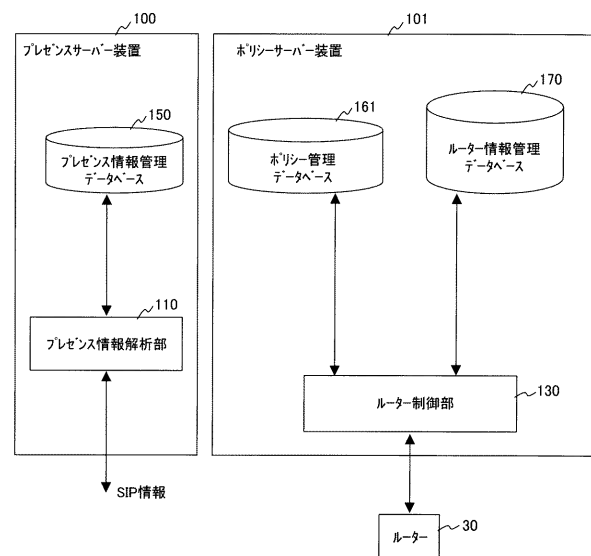 100
プレゼンスサーバー装置
150
プレゼンス情報管理
データベース
110
プレゼンス情報解析部
SIP情報
101
ポリシーサーバー装置
161
ポリシー管理
データベース
170
ルーター情報管理
データベース
130
ルーター制御部
30
ルーター